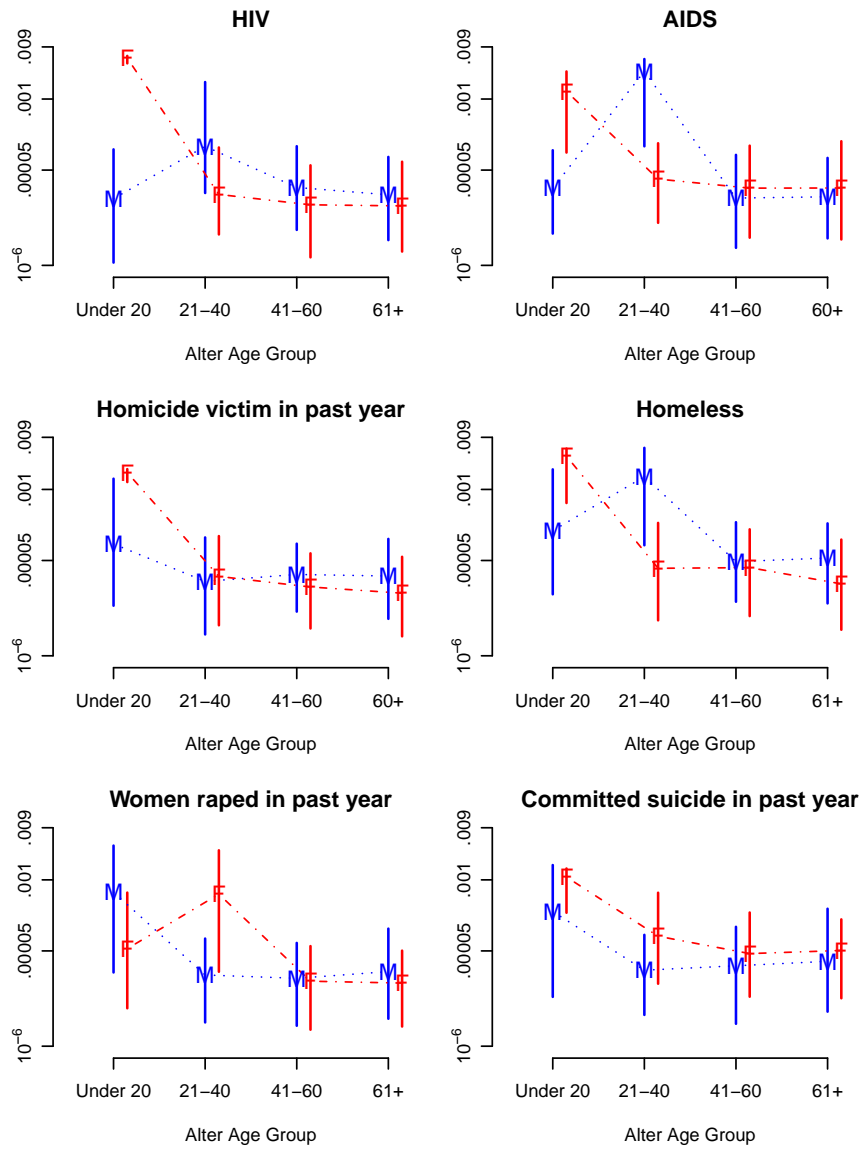 HIV
.009
.001
.00005
10⁻⁶
F
M
M
F
M
F
M
F
Under 20 21−40 41−60 61+
Alter Age Group
AIDS
.009
.001
.00005
10⁻⁶
M
F
M
F
M
F
M
F
Under 20 21−40 41−60 60+
Alter Age Group
Homicide victim in past year
.009
.001
.00005
10⁻⁶
F
M
M
F
M
F
M
F
Under 20 21−40 41−60 60+
Alter Age Group
Homeless
.009
.001
.00005
10⁻⁶
F
M
M
F
M
F
M
F
Under 20 21−40 41−60 61+
Alter Age Group
Women raped in past year
.009
.001
.00005
10⁻⁶
M
F
F
M
M
F
M
F
Under 20 21−40 41−60 61+
Alter Age Group
Committed suicide in past year
.009
.001
.00005
10⁻⁶
F
M
F
M
F
M
F
M
Under 20 21−40 41−60 61+
Alter Age Group